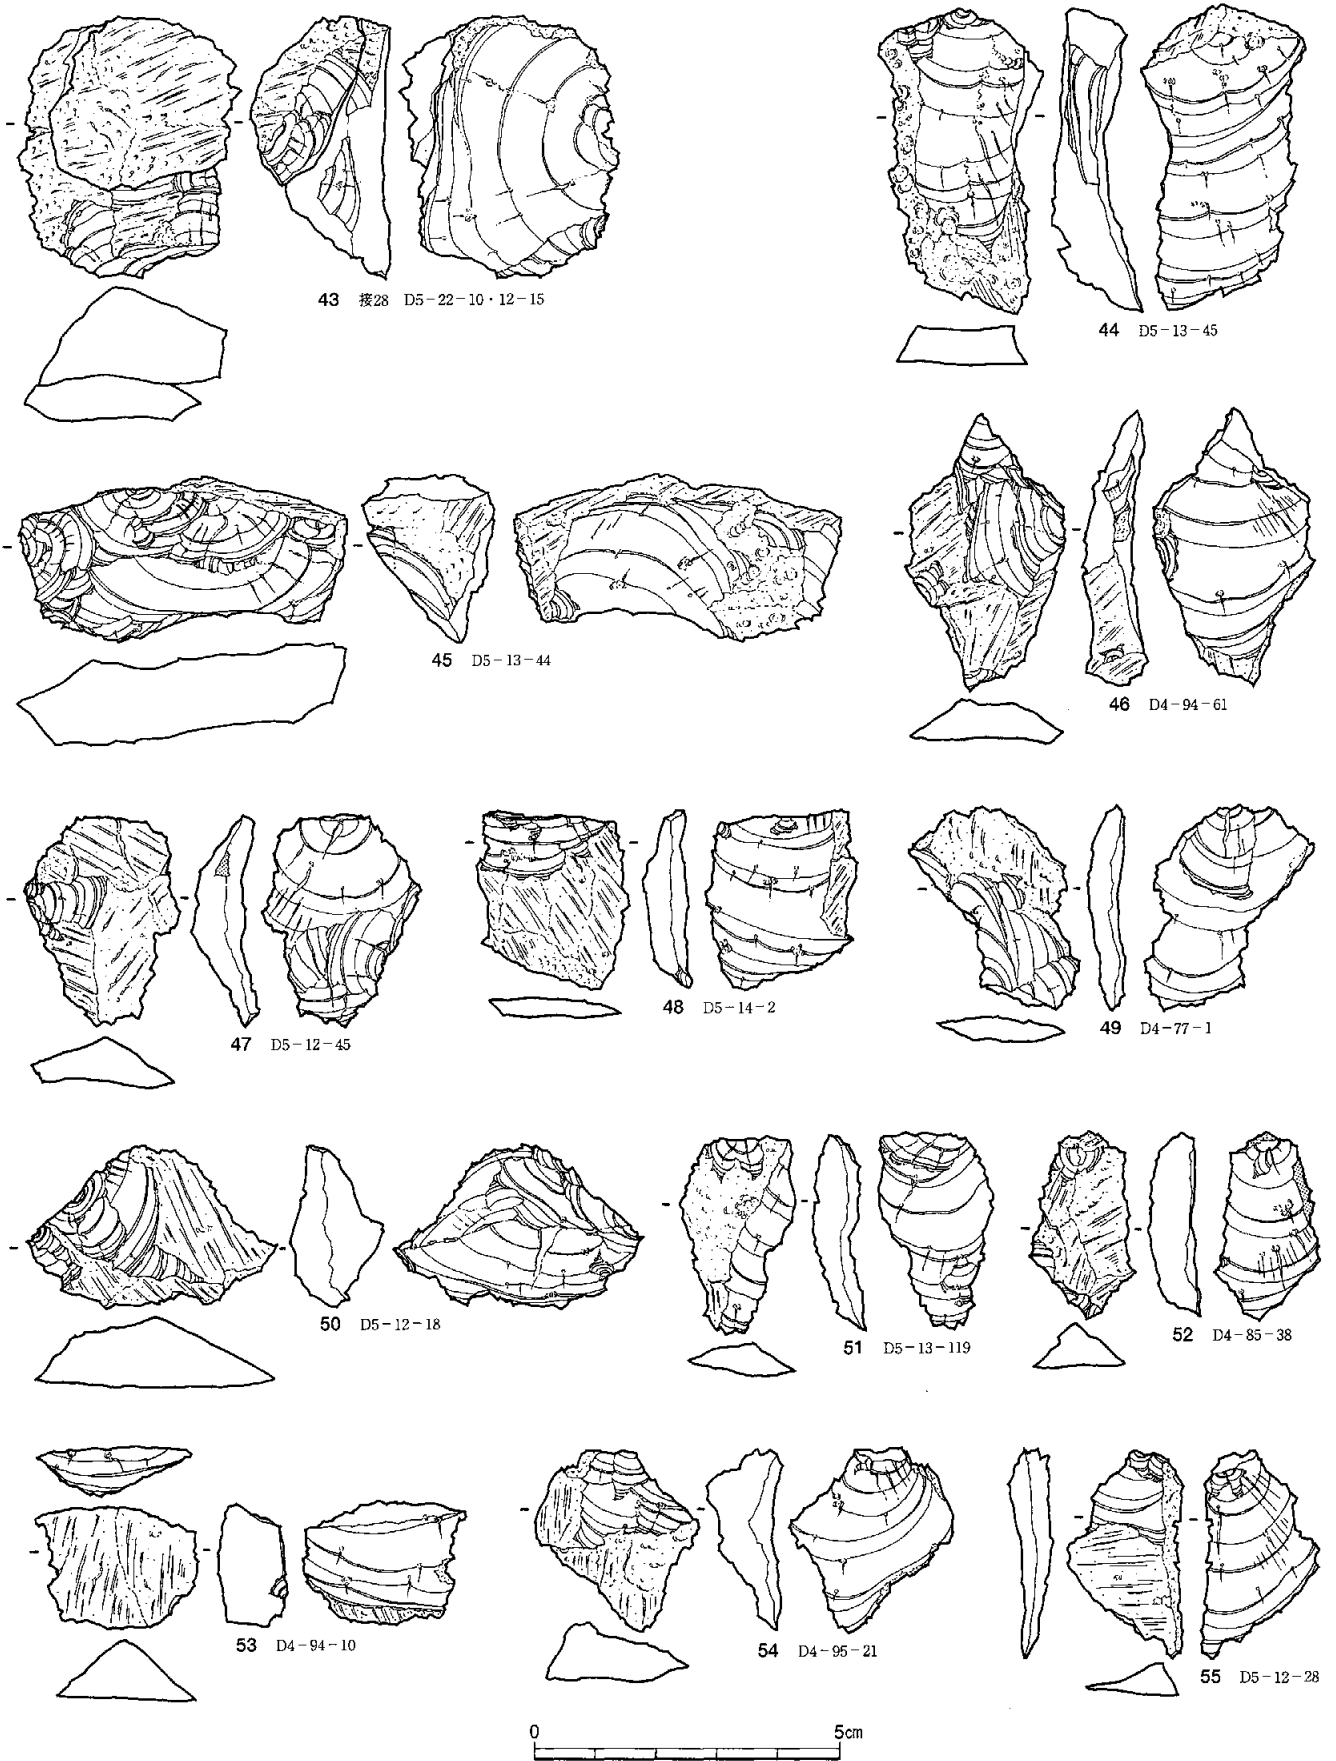 43 接28 D5-22-10・12-15
44 D5-13-45
45 D5-13-44
46 D4-94-61
47 D5-12-45
48 D5-14-2
49 D4-77-1
50 D5-12-18
51 D5-13-119
52 D4-85-38
53 D4-94-10
54 D4-95-21
55 D5-12-28
0 5cm